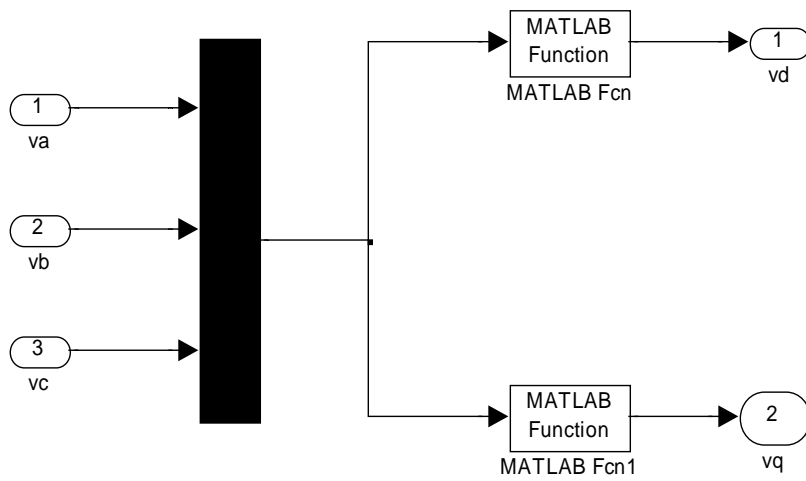 1
va
2
vb
3
vc
MATLAB
Function
MATLAB Fcn
1
vd
MATLAB
Function
MATLAB Fcn1
2
vq